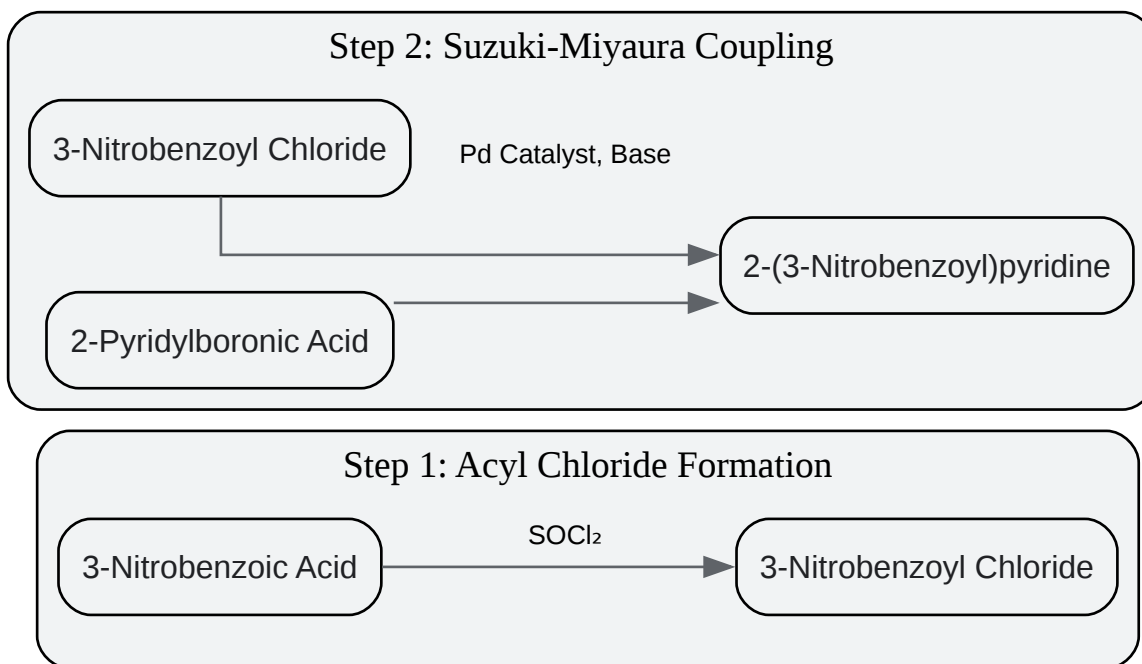 Step 2: Suzuki-Miyaura Coupling
3-Nitrobenzoyl Chloride
Pd Catalyst, Base
2-(3-Nitrobenzoyl)pyridine
2-Pyridylboronic Acid
Step 1: Acyl Chloride Formation
SOCl₂
3-Nitrobenzoic Acid
3-Nitrobenzoyl Chloride